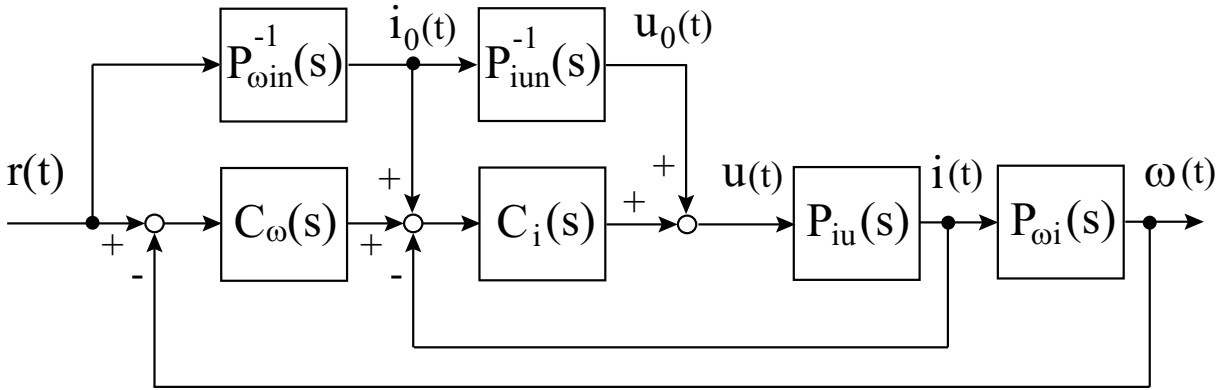 i₀(t)
u₀(t)
P⁻¹ωin(s)
P⁻¹iun(s)
r(t)
+
+
u(t)
i(t)
ω(t)
Cω(s)
Ci(s)
+
Piu(s)
Pωi(s)
+
+
-
-